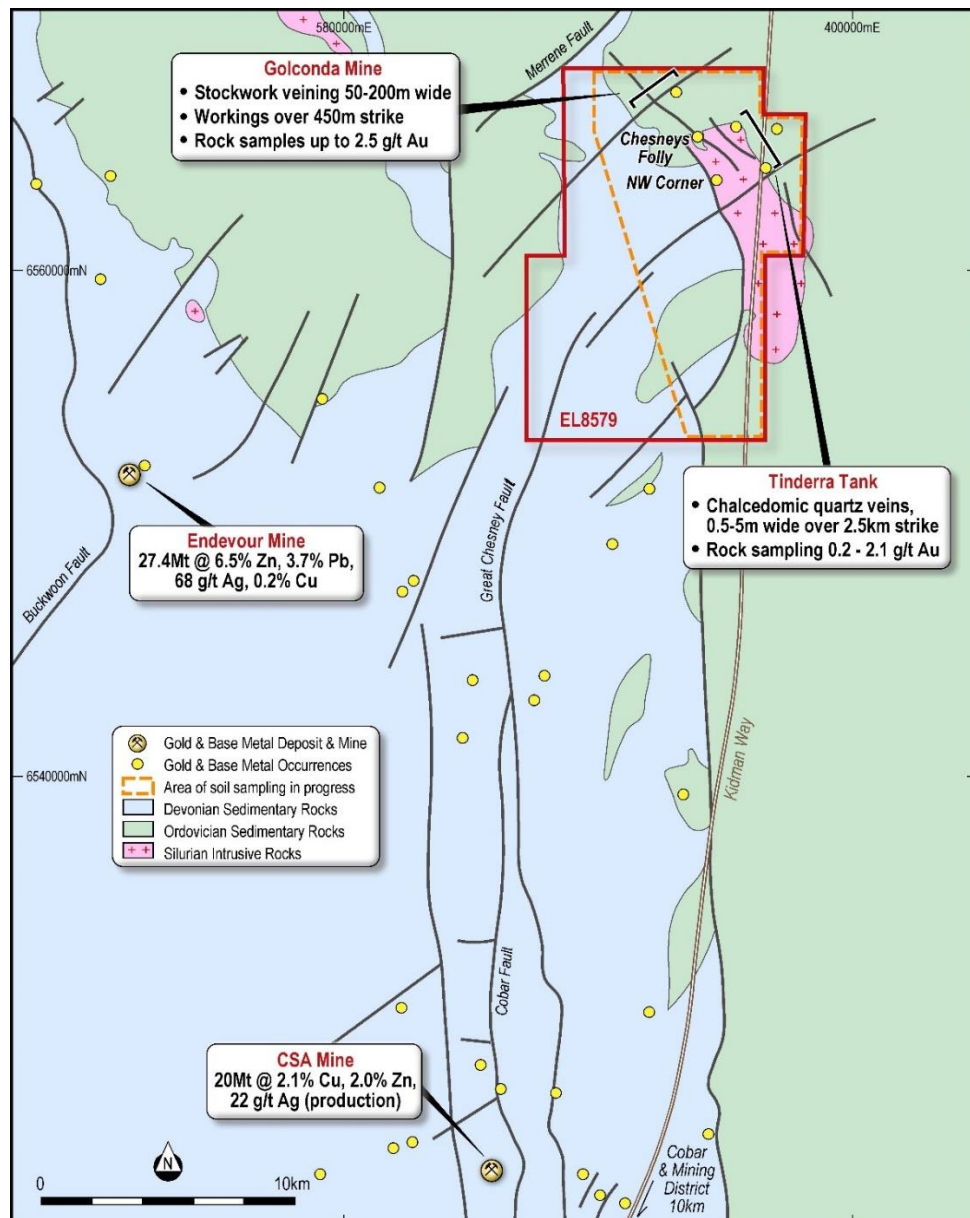 580000mE
400000mE
Merrene Fault
Golconda Mine
• Stockwork veining 50-200m wide
• Workings over 450m strike
• Rock samples up to 2.5 g/t Au
Chesneys
Folly
NW Corner
6560000mN
EL8579
Tinderra Tank
• Chalcedomic quartz veins,
0.5-5m wide over 2.5km strike
• Rock sampling 0.2 - 2.1 g/t Au
Endevour Mine
27.4Mt @ 6.5% Zn, 3.7% Pb,
68 g/t Ag, 0.2% Cu
Buckwoon Fault
Great Chesney Fault
Gold & Base Metal Deposit & Mine
Gold & Base Metal Occurrences
Area of soil sampling in progress
Devonian Sedimentary Rocks
Ordovician Sedimentary Rocks
Silurian Intrusive Rocks
6540000mN
Kidman Way
Cobar Fault
CSA Mine
20Mt @ 2.1% Cu, 2.0% Zn,
22 g/t Ag (production)
N
0
10km
Cobar
& Mining
District
10km